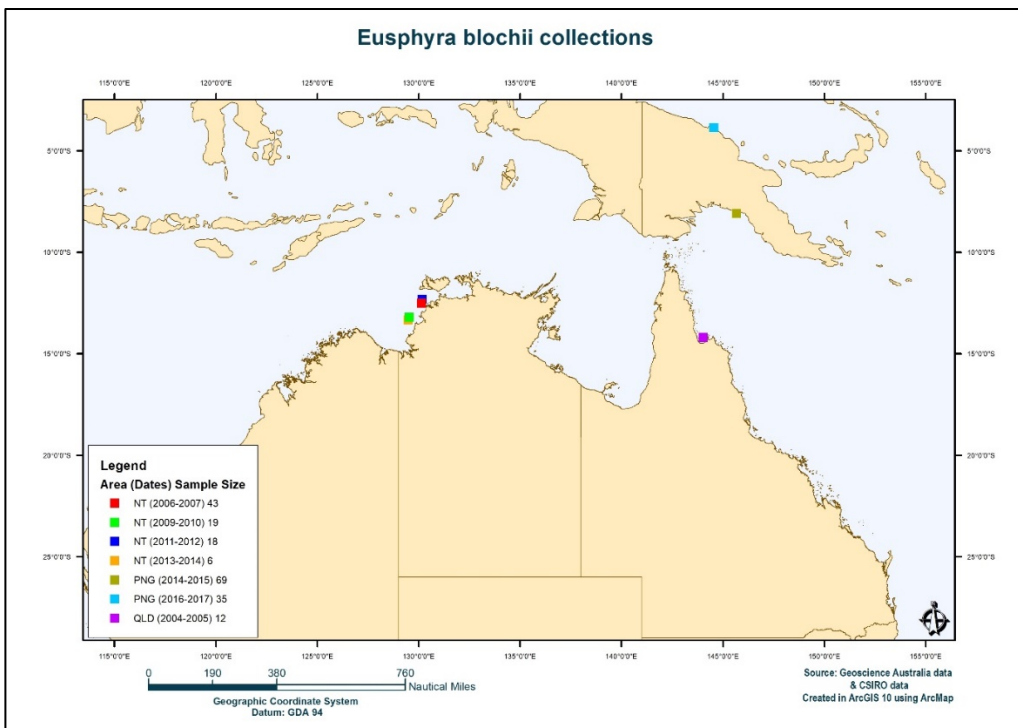 Eusphyra blochii collections
115°0'0"E 120°0'0"E 125°0'0"E 130°0'0"E 135°0'0"E 140°0'0"E 145°0'0"E 150°0'0"E 155°0'0"E
5°0'0"S 5°0'0"S
10°0'0"S 10°0'0"S
15°0'0"S 15°0'0"S
20°0'0"S 20°0'0"S
25°0'0"S 25°0'0"S
Legend
Area (Dates) Sample Size
NT (2006-2007) 43
NT (2009-2010) 19
NT (2011-2012) 18
NT (2013-2014) 6
PNG (2014-2015) 69
PNG (2016-2017) 35
QLD (2004-2005) 12
115°0'0"E 120°0'0"E 125°0'0"E 130°0'0"E 135°0'0"E 140°0'0"E 145°0'0"E 150°0'0"E 155°0'0"E
0 190 380 760
Nautical Miles
Geographic Coordinate System
Datum: GDA 94
Source: Geoscience Australia data
& CSIRO data
Created in ArcGIS 10 using ArcMap